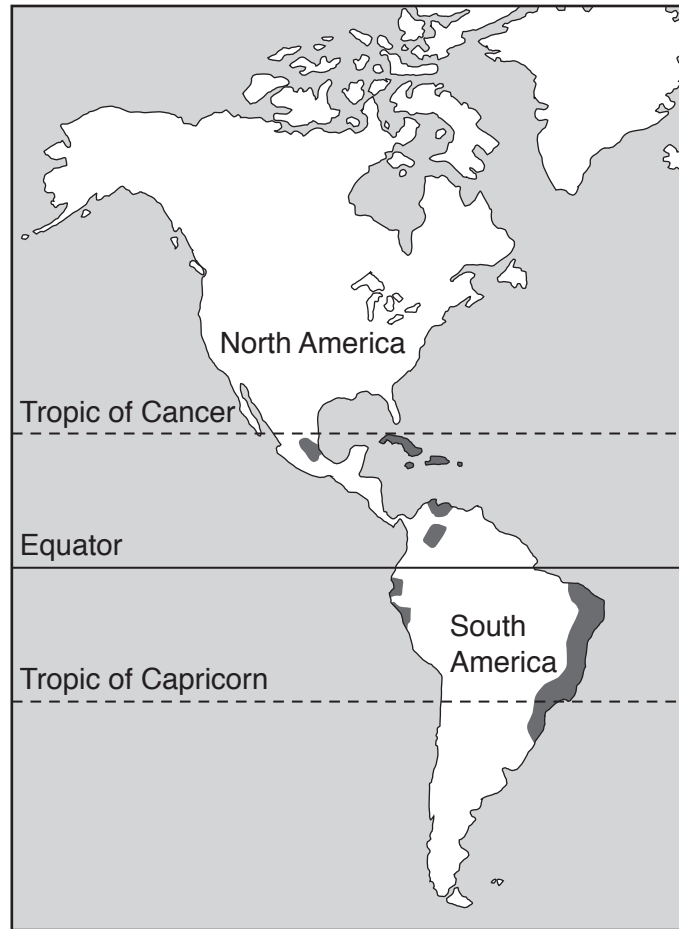 North America
Tropic of Cancer
Equator
South
America
Tropic of Capricorn